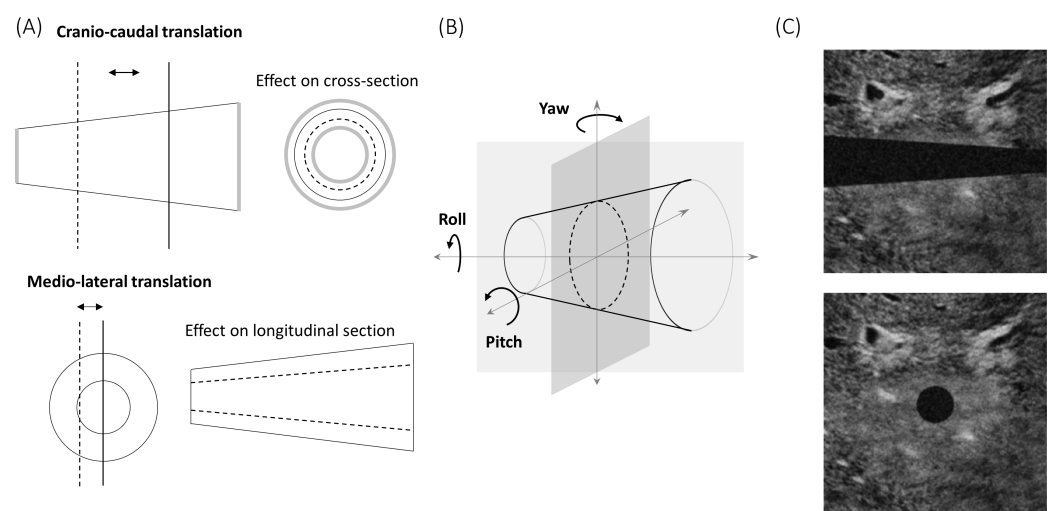 (A)
Cranio-caudal translation
Effect on cross-section
Medio-lateral translation
Effect on longitudinal section
(B)
Yaw
Roll
Pitch
(C)